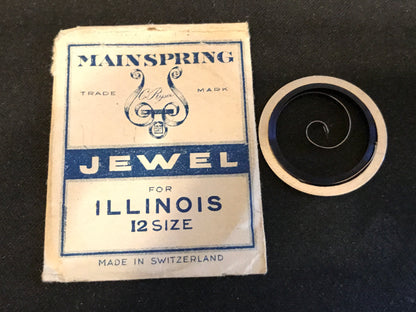 MAINSPRING
TRADE MARK
JEWEL
FOR
ILLINOIS
12 SIZE
MADE IN SWITZERLAND